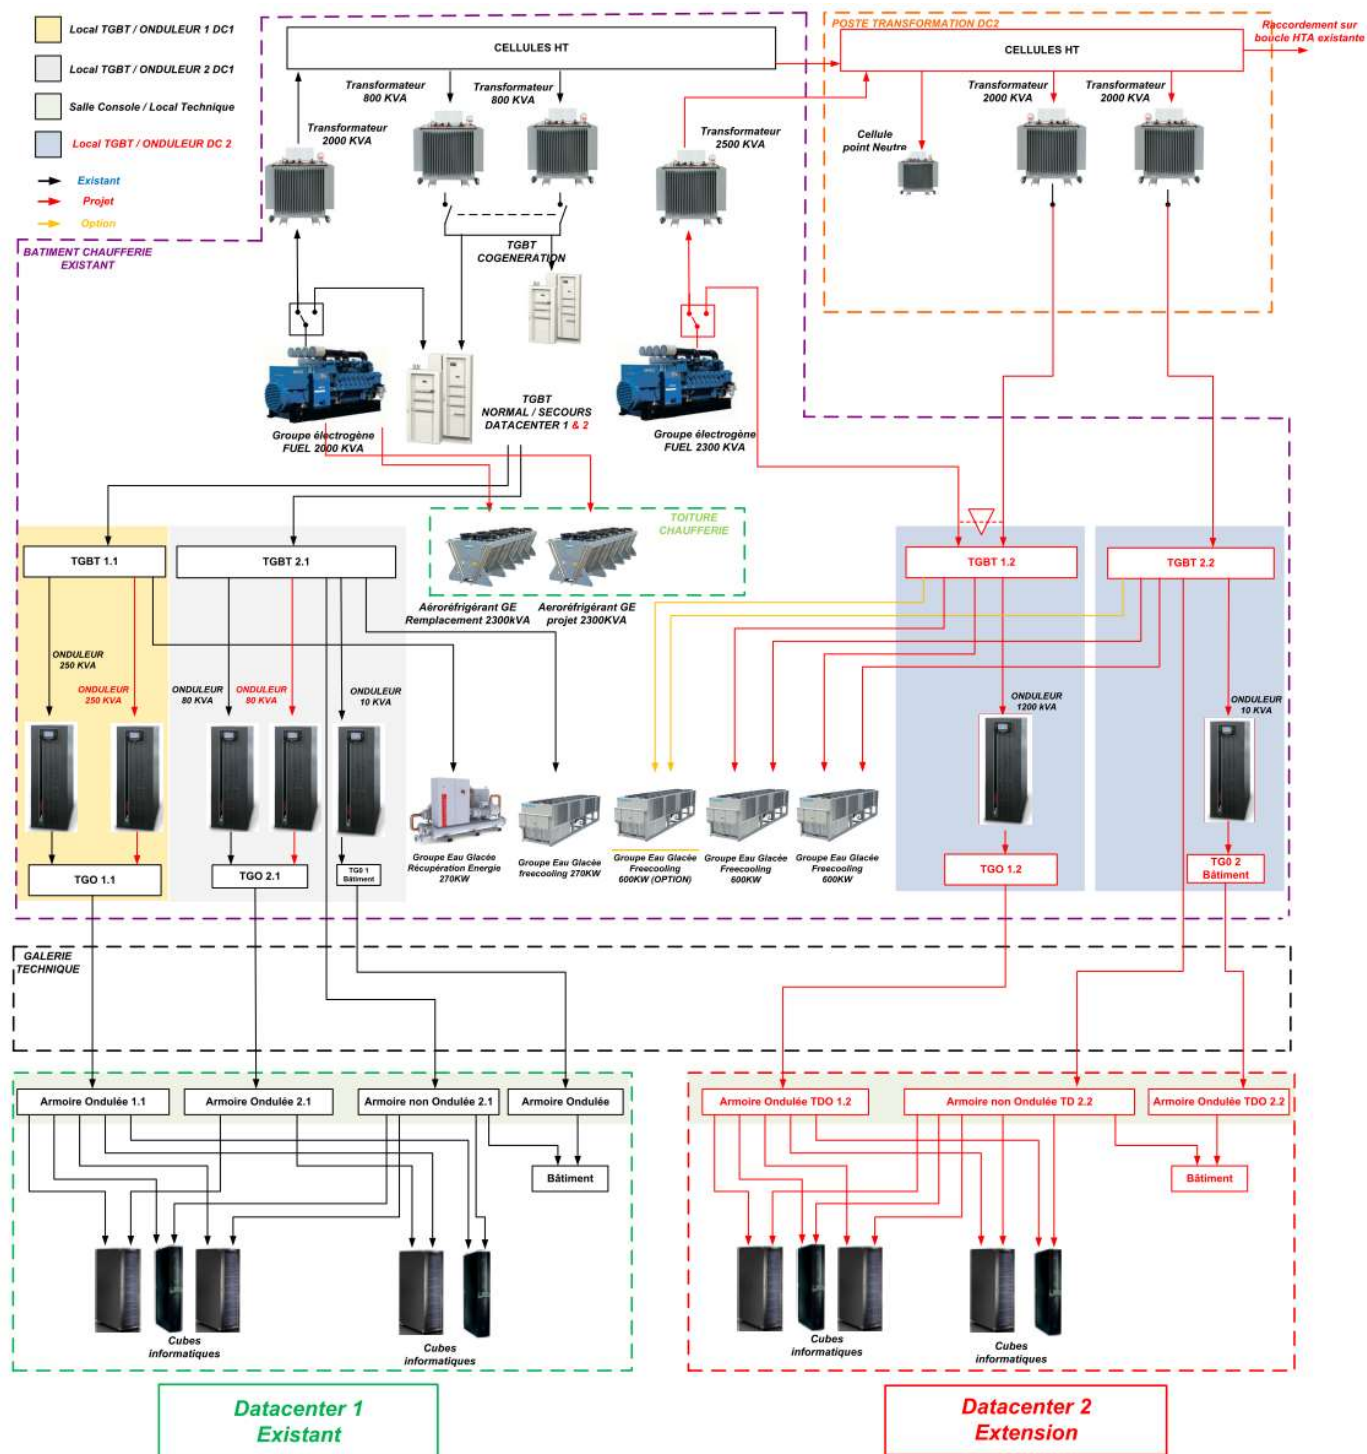 Local TGBT / ONDULEUR 1 DC1
Local TGBT / ONDULEUR 2 DC1
Salle Console / Local Technique
Local TGBT / ONDULEUR DC 2
Existant
Projet
Option
BATIMENT CHAUFFERIE
EXISTANT
CELLULES HT
Transformateur
800 KVA
Transformateur
800 KVA
Transformateur
2000 KVA
TGBT
COGENERATION
Transformateur
2500 KVA
POSTE TRANSFORMATION DC2
CELLULES HT
Raccordement sur
boucle HTA existante
Transformateur
2000 KVA
Transformateur
2000 KVA
Cellule
point Neutre
Groupe électrogène
FUEL 2000 KVA
TGBT
NORMAL / SECOURS
DATACENTER 1 & 2
Groupe électrogène
FUEL 2300 KVA
TOITURE
CHAUFFERIE
Aéroréfrigérant GE
Remplacement 2300kVA
Aeroréfrigérant GE
projet 2300KVA
TGBT 1.1
TGBT 2.1
TGBT 1.2
TGBT 2.2
ONDULEUR
250 KVA
ONDULEUR
250 KVA
ONDULEUR
80 KVA
ONDULEUR
80 KVA
ONDULEUR
10 KVA
ONDULEUR
1200 kVA
ONDULEUR
10 KVA
Groupe Eau Glacée
Récupération Energie
270KW
Groupe Eau Glacée
freecooling 270KW
Groupe Eau Glacée
Freecooling
600KW (OPTION)
Groupe Eau Glacée
Freecooling
600KW
Groupe Eau Glacée
Freecooling
600KW
TGO 1.1
TGO 2.1
TG0 1
Bâtiment
TGO 1.2
TG0 2
Bâtiment
GALERIE
TECHNIQUE
Armoire Ondulée 1.1
Armoire Ondulée 2.1
Armoire non Ondulée 2.1
Armoire Ondulée
Armoire Ondulée TDO 1.2
Armoire non Ondulée TD 2.2
Armoire Ondulée TDO 2.2
Bâtiment
Bâtiment
Cubes
informatiques
Cubes
informatiques
Cubes
informatiques
Cubes
informatiques
Datacenter 1
Existant
Datacenter 2
Extension